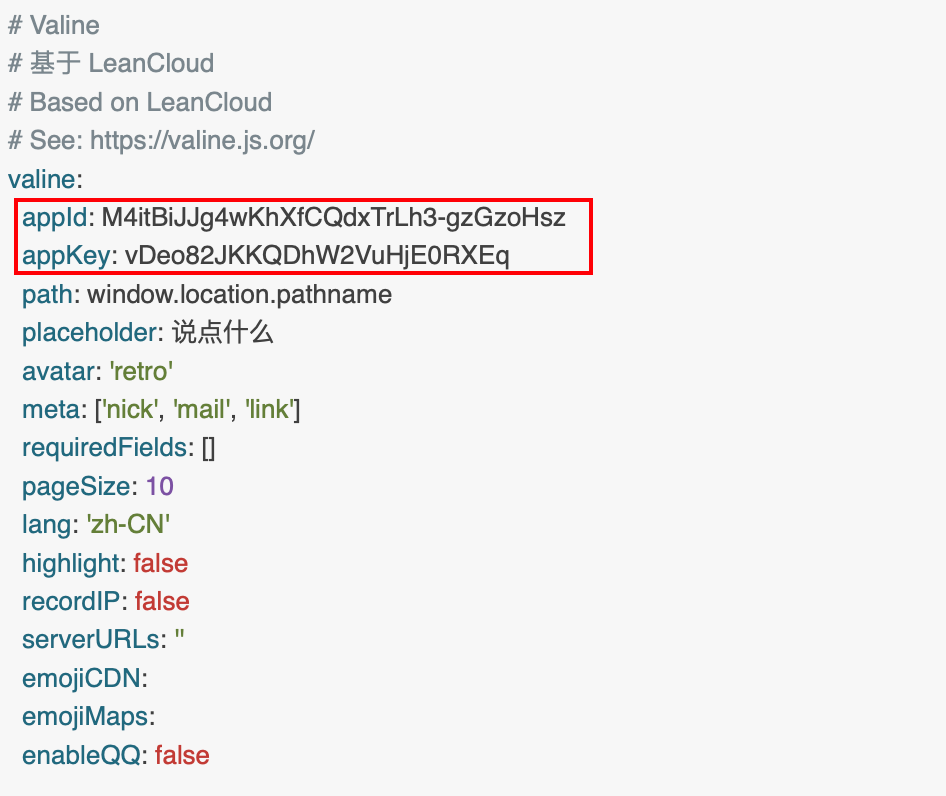 # Valine
# 基于 LeanCloud
# Based on LeanCloud
# See: https://valine.js.org/
valine:
appId: M4itBiJJg4wKhXfCQdxTrLh3-gzGzoHsz
appKey: vDeo82JKKQDhW2VuHjE0RXEq
path: window.location.pathname
placeholder: 说点什么
avatar: 'retro'
meta: ['nick', 'mail', 'link']
requiredFields: []
pageSize: 10
lang: 'zh-CN'
highlight: false
recordIP: false
serverURLs: ''
emojiCDN:
emojiMaps:
enableQQ: false